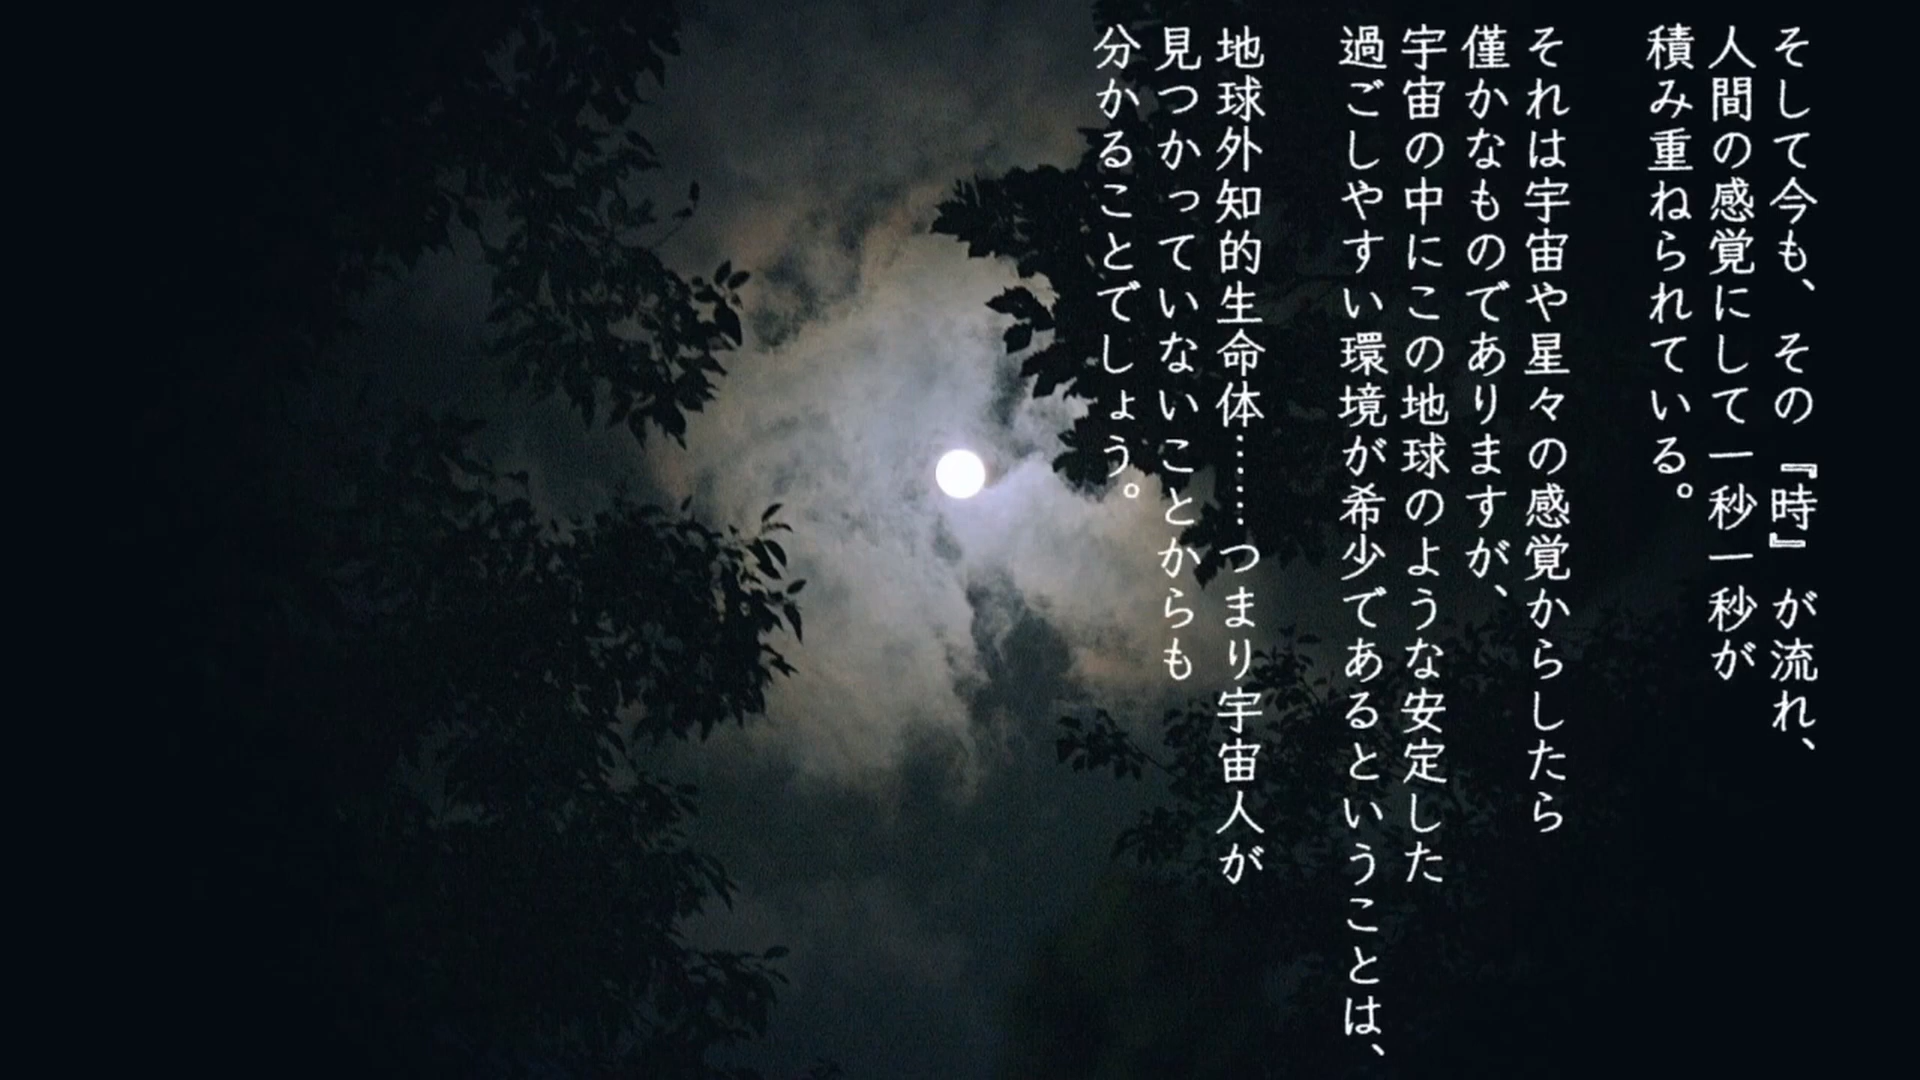 そして今も、その『時』が流れ、
人間の感覚にして一秒一秒が
積み重ねられている。
それは宇宙や星々の感覚からしたら
僅かなものでありますが、
宇宙の中にこの地球のような安定した
過ごしやすい環境が希少であるということは、
地球外知的生命体……つまり宇宙人が
見つかっていないことからも
分かることでしょう。